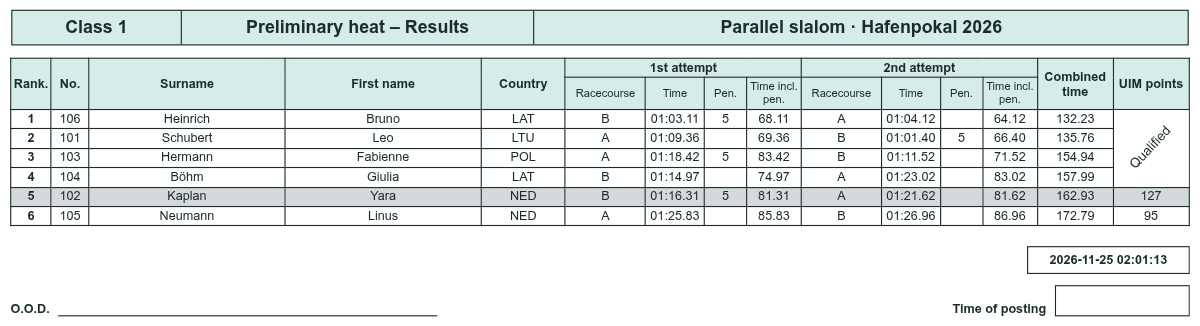 Class 1 Preliminary heat – Results Parallel slalom · Hafenpokal 2026
Rank. No. Surname First name Country 1st attempt 2nd attempt Combined time UIM points
Racecourse Time Pen. Time incl. pen. Racecourse Time Pen. Time incl. pen.
1 106 Heinrich Bruno LAT B 01:03.11 5 68.11 A 01:04.12 64.12 132.23
2 101 Schubert Leo LTU A 01:09.36 69.36 B 01:01.40 5 66.40 135.76
3 103 Hermann Fabienne POL A 01:18.42 5 83.42 B 01:11.52 71.52 154.94
4 104 Böhm Giulia LAT B 01:14.97 74.97 A 01:23.02 83.02 157.99
Qualified
5 102 Kaplan Yara NED B 01:16.31 5 81.31 A 01:21.62 81.62 162.93 127
6 105 Neumann Linus NED A 01:25.83 85.83 B 01:26.96 86.96 172.79 95
2026-11-25 02:01:13
O.O.D. Time of posting